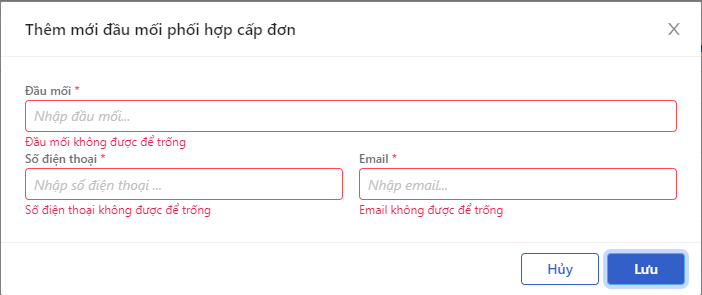 Thêm mới đầu mối phối hợp cấp đơn
X
Đầu mối *
Nhập đầu mối...
Đầu mối không được để trống
Số điện thoại *
Email *
Nhập số điện thoại ...
Nhập email...
Số điện thoại không được để trống
Email không được để trống
Hủy
Lưu